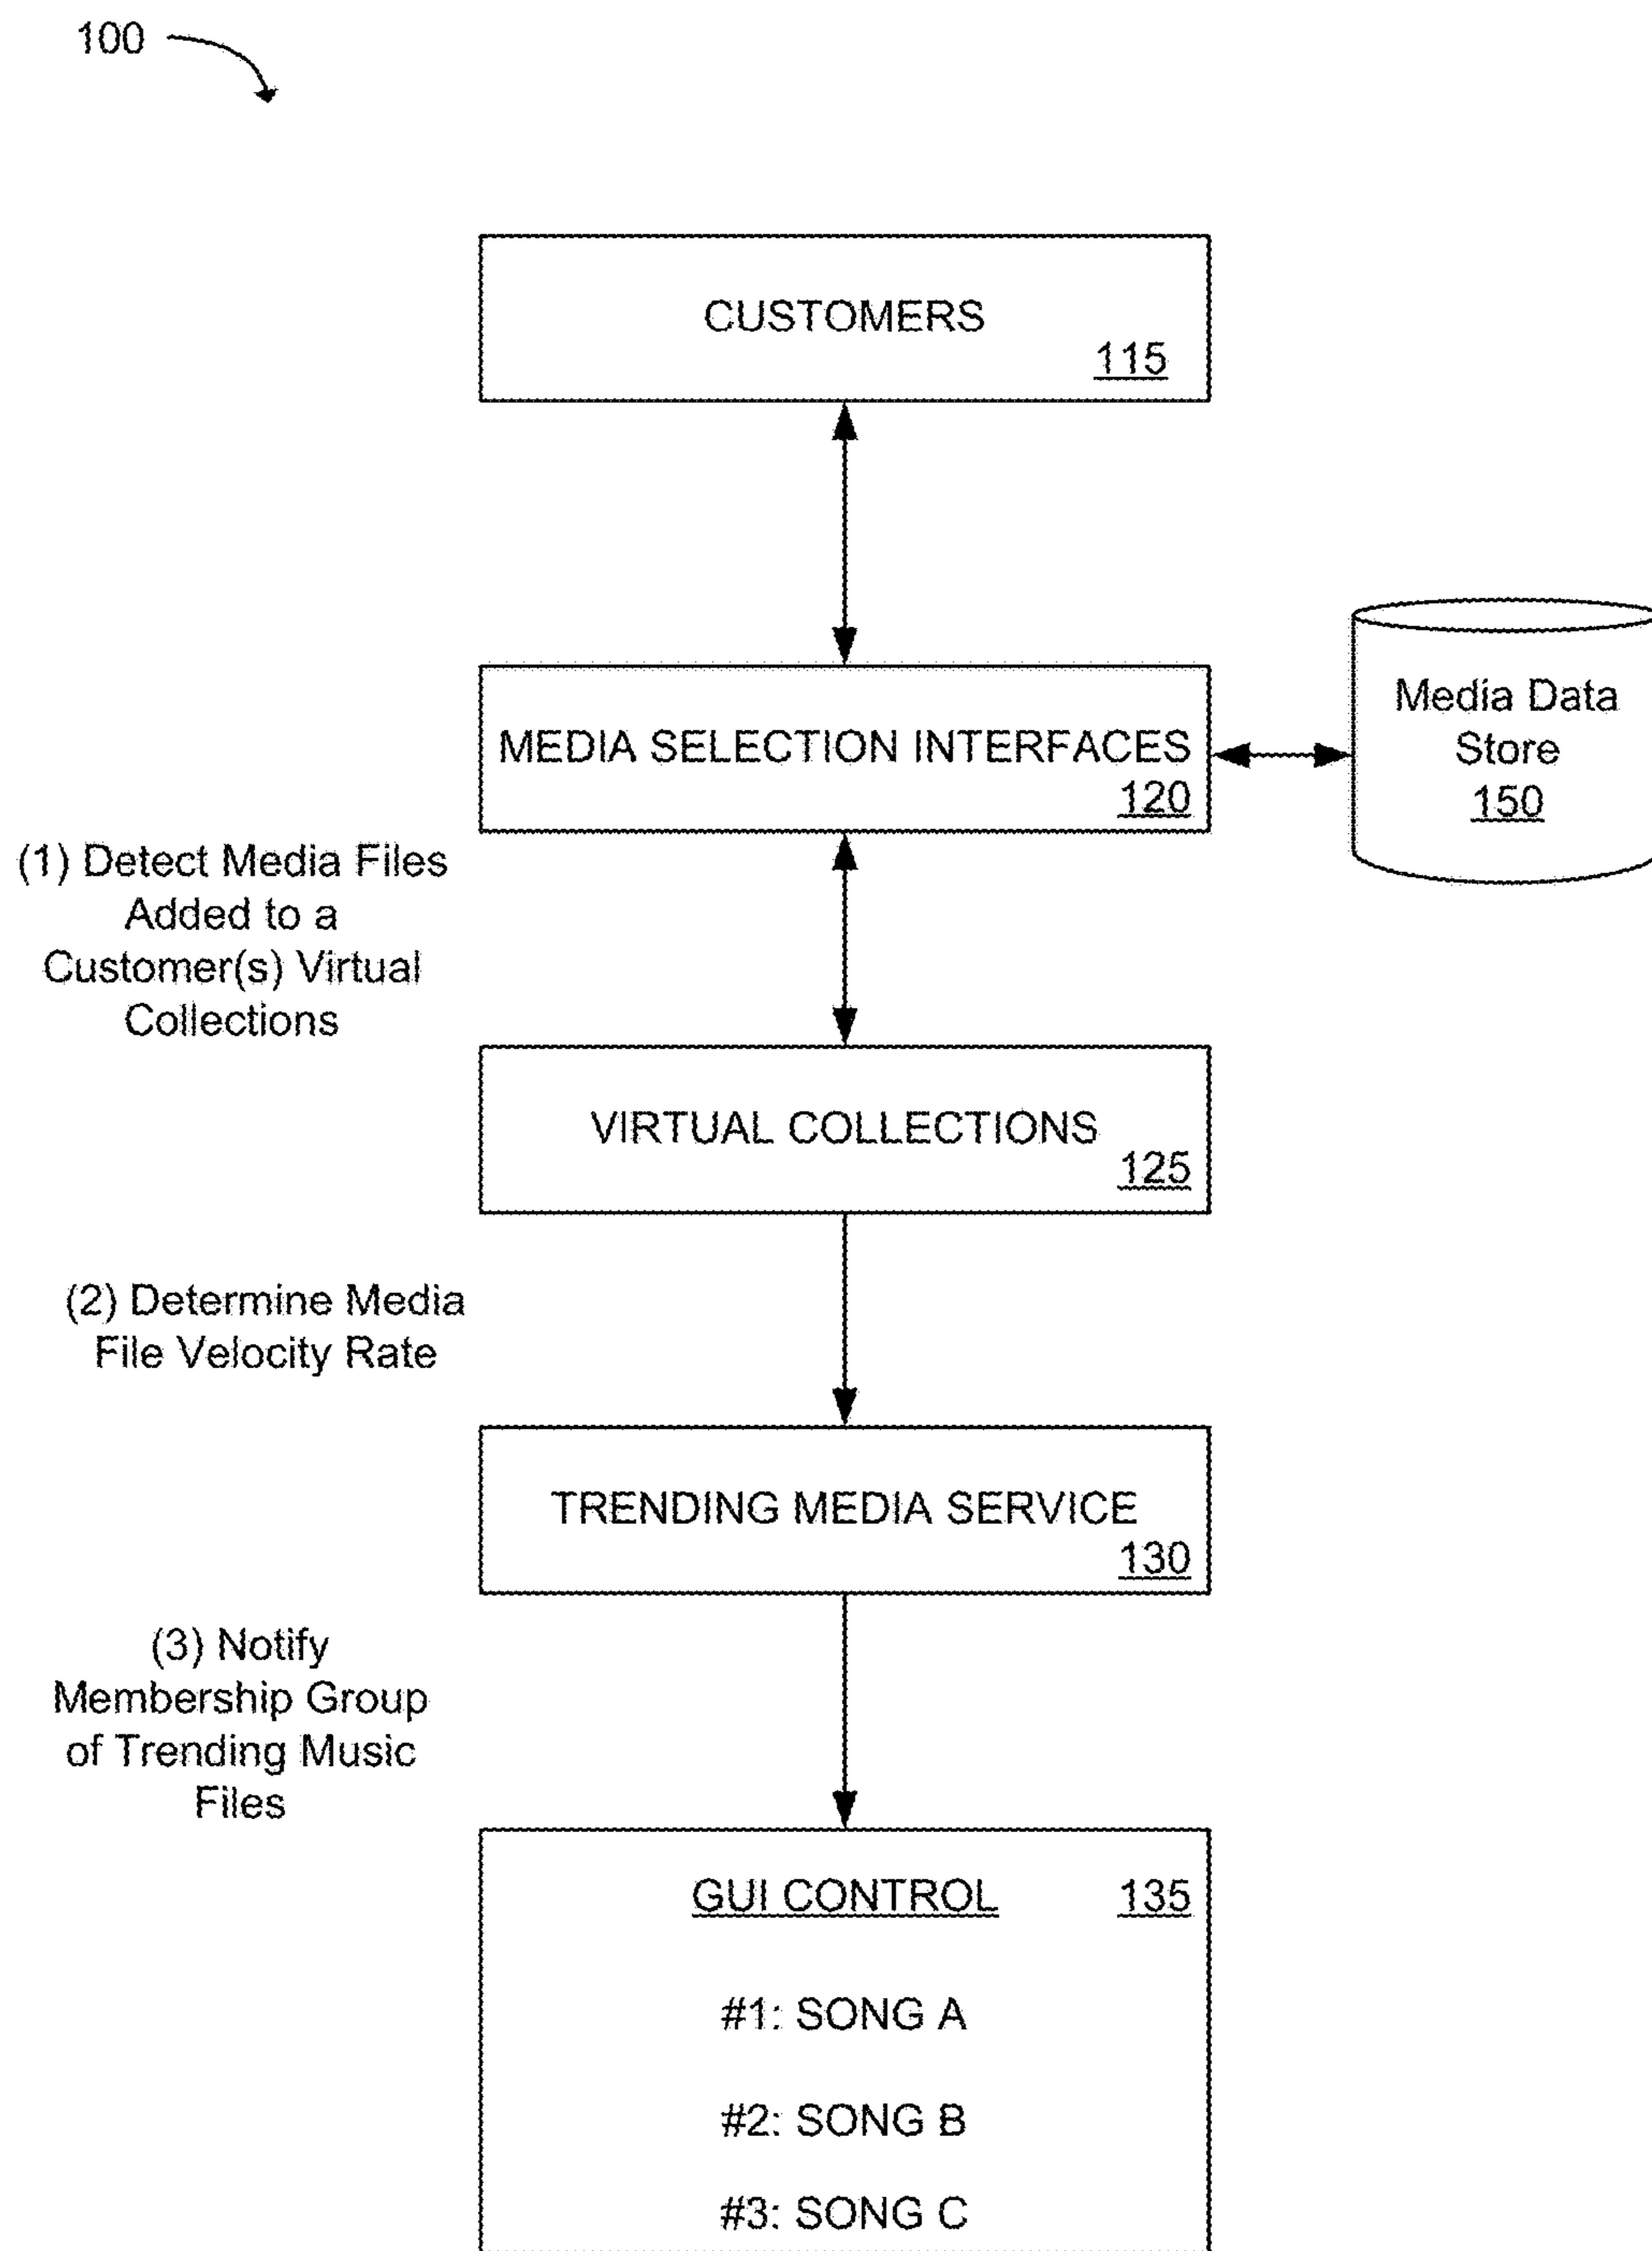 100
CUSTOMERS
115
MEDIA SELECTION INTERFACES
120
Media Data
Store
150
(1) Detect Media Files
Added to a
Customer(s) Virtual
Collections
VIRTUAL COLLECTIONS
125
(2) Determine Media
File Velocity Rate
TRENDING MEDIA SERVICE
130
(3) Notify
Membership Group
of Trending Music
Files
GUI CONTROL
135
#1: SONG A
#2: SONG B
#3: SONG C